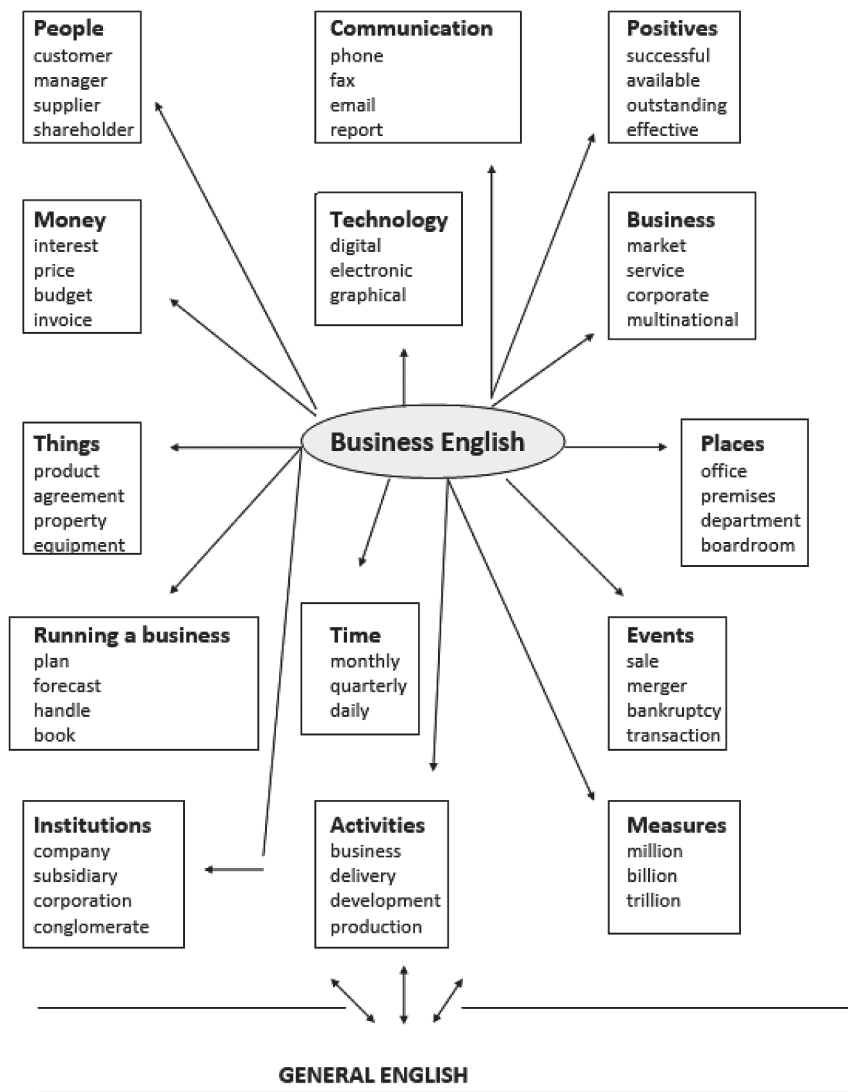 People
customer
manager
supplier
shareholder
Communication
phone
fax
email
report
Positives
successful
available
outstanding
effective
Money
interest
price
budget
invoice
Technology
digital
electronic
graphical
Business
market
service
corporate
multinational
Business English
Things
product
agreement
property
equipment
Places
office
premises
department
boardroom
Running a business
plan
forecast
handle
book
Time
monthly
quarterly
daily
Events
sale
merger
bankruptcy
transaction
Institutions
company
subsidiary
corporation
conglomerate
Activities
business
delivery
development
production
Measures
million
billion
trillion
GENERAL ENGLISH